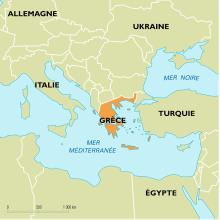 ALLEMAGNE
UKRAINE
MER NOIRE
ITALIE
GRÈCE
TURQUIE
MER
MÉDITERRANÉE
ÉGYPTE